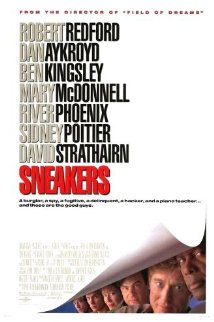 FROM THE DIRECTOR OF "FIELD OF DREAMS"
ROBERT REDFORD
DAN AYKROYD
BEN KINGSLEY
MARY McDONNELL
RIVER PHOENIX
SIDNEY POITIER
DAVID STRATHAIRN
SNEAKERS
A burglar, a spy, a fugitive, a delinquent, a hacker, and a piano teacher...
and these are the good guys.